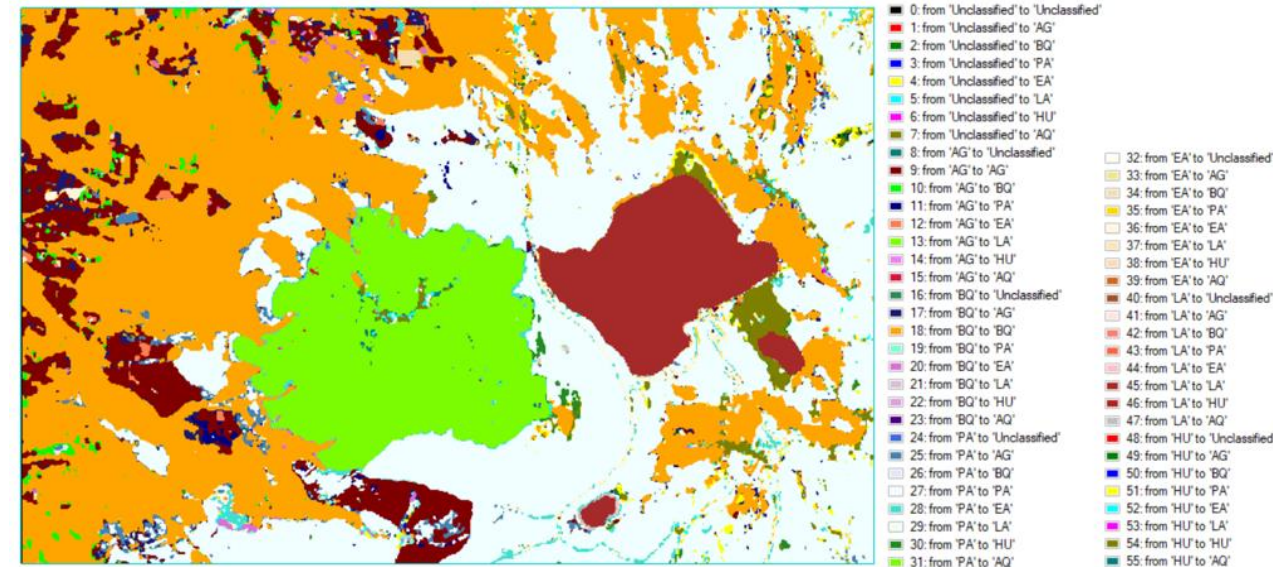 0: from 'Unclassified' to 'Unclassified'
1: from 'Unclassified' to 'AG'
2: from 'Unclassified' to 'BQ'
3: from 'Unclassified' to 'PA'
4: from 'Unclassified' to 'EA'
5: from 'Unclassified' to 'LA'
6: from 'Unclassified' to 'HU'
7: from 'Unclassified' to 'AQ'
8: from 'AG' to 'Unclassified'
9: from 'AG' to 'AG'
10: from 'AG' to 'BQ'
11: from 'AG' to 'PA'
12: from 'AG' to 'EA'
13: from 'AG' to 'LA'
14: from 'AG' to 'HU'
15: from 'AG' to 'AQ'
16: from 'BQ' to 'Unclassified'
17: from 'BQ' to 'AG'
18: from 'BQ' to 'BQ'
19: from 'BQ' to 'PA'
20: from 'BQ' to 'EA'
21: from 'BQ' to 'LA'
22: from 'BQ' to 'HU'
23: from 'BQ' to 'AQ'
24: from 'PA' to 'Unclassified'
25: from 'PA' to 'AG'
26: from 'PA' to 'BQ'
27: from 'PA' to 'PA'
28: from 'PA' to 'EA'
29: from 'PA' to 'LA'
30: from 'PA' to 'HU'
31: from 'PA' to 'AQ'
32: from 'EA' to 'Unclassified'
33: from 'EA' to 'AG'
34: from 'EA' to 'BQ'
35: from 'EA' to 'PA'
36: from 'EA' to 'EA'
37: from 'EA' to 'LA'
38: from 'EA' to 'HU'
39: from 'EA' to 'AQ'
40: from 'LA' to 'Unclassified'
41: from 'LA' to 'AG'
42: from 'LA' to 'BQ'
43: from 'LA' to 'PA'
44: from 'LA' to 'EA'
45: from 'LA' to 'LA'
46: from 'LA' to 'HU'
47: from 'LA' to 'AQ'
48: from 'HU' to 'Unclassified'
49: from 'HU' to 'AG'
50: from 'HU' to 'BQ'
51: from 'HU' to 'PA'
52: from 'HU' to 'EA'
53: from 'HU' to 'LA'
54: from 'HU' to 'HU'
55: from 'HU' to 'AQ'